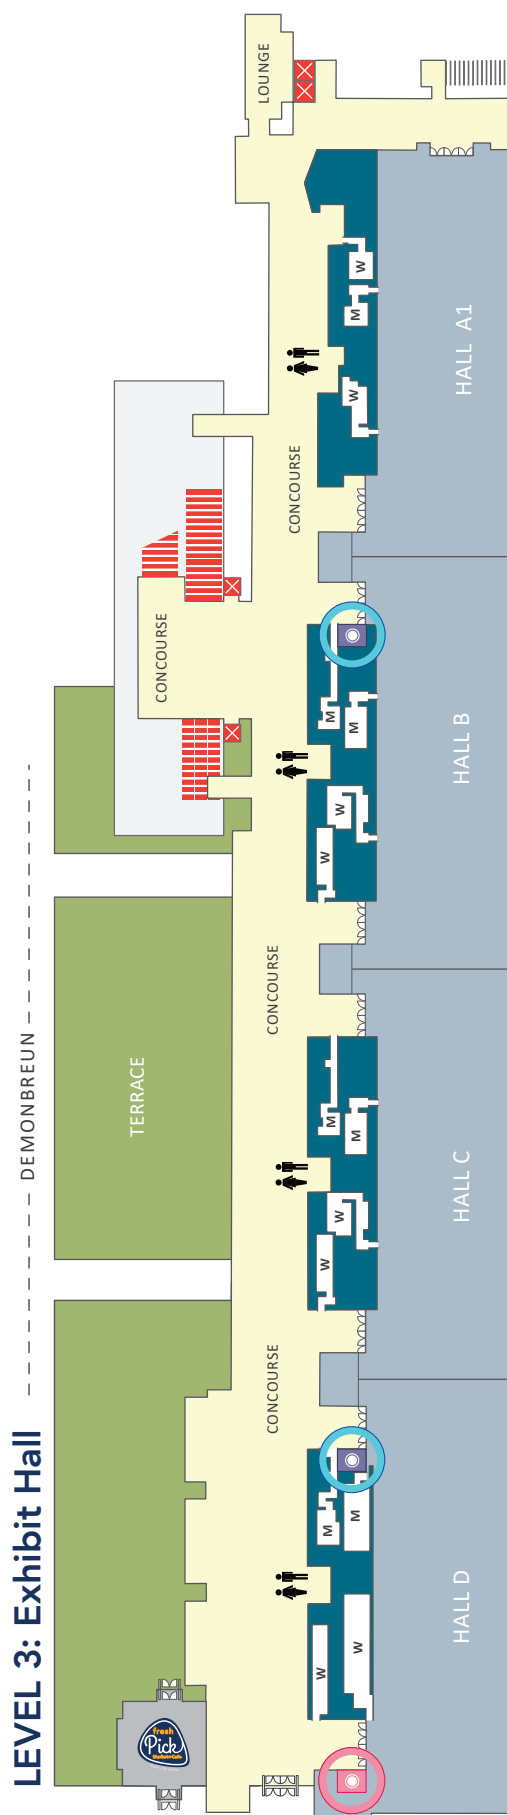 LOUNGE
W
M
HALL A1
W
CONCOURSE
CONCOURSE
M
M
HALL B
W
W
CONCOURSE
DEMONBREUN
TERRACE
M
M
HALL C
W
W
CONCOURSE
LEVEL 3: Exhibit Hall
M
M
HALL D
W
W
fresh
Pick